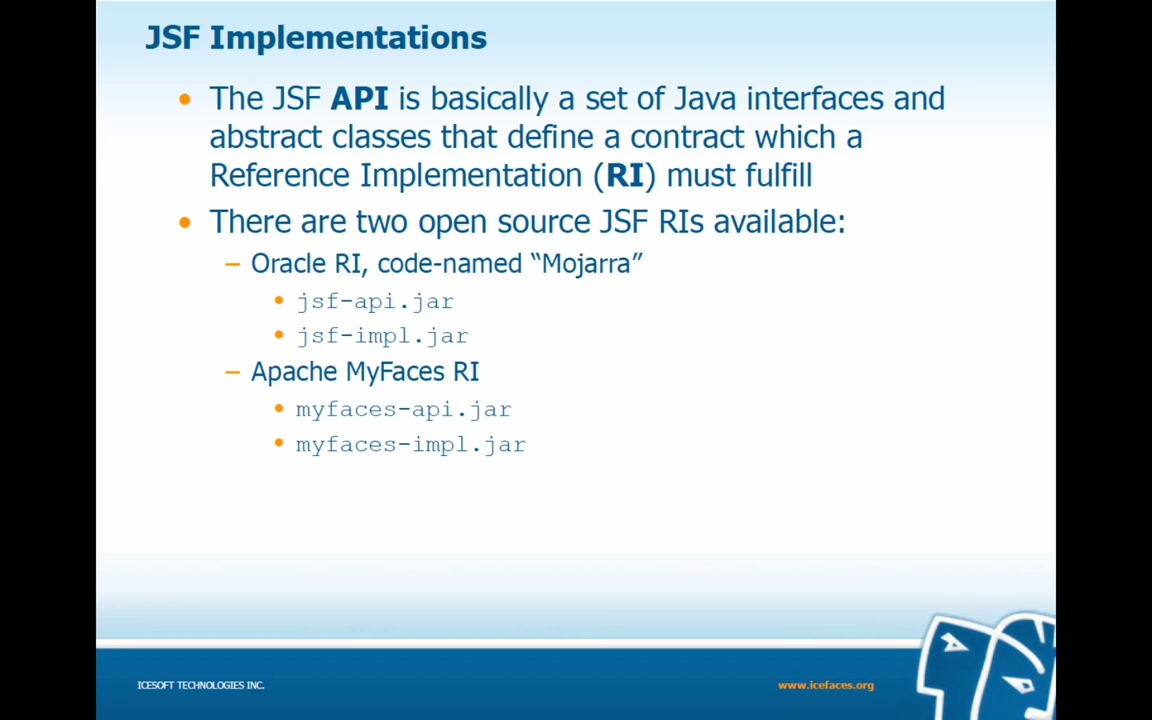 JSF Implementations
• The JSF API is basically a set of Java interfaces and
abstract classes that define a contract which a
Reference Implementation (RI) must fulfill
• There are two open source JSF RIs available:
– Oracle RI, code-named “Mojarra”
• jsf-api.jar
• jsf-impl.jar
– Apache MyFaces RI
• myfaces-api.jar
• myfaces-impl.jar
ICESOFT TECHNOLOGIES INC.
www.icefaces.org